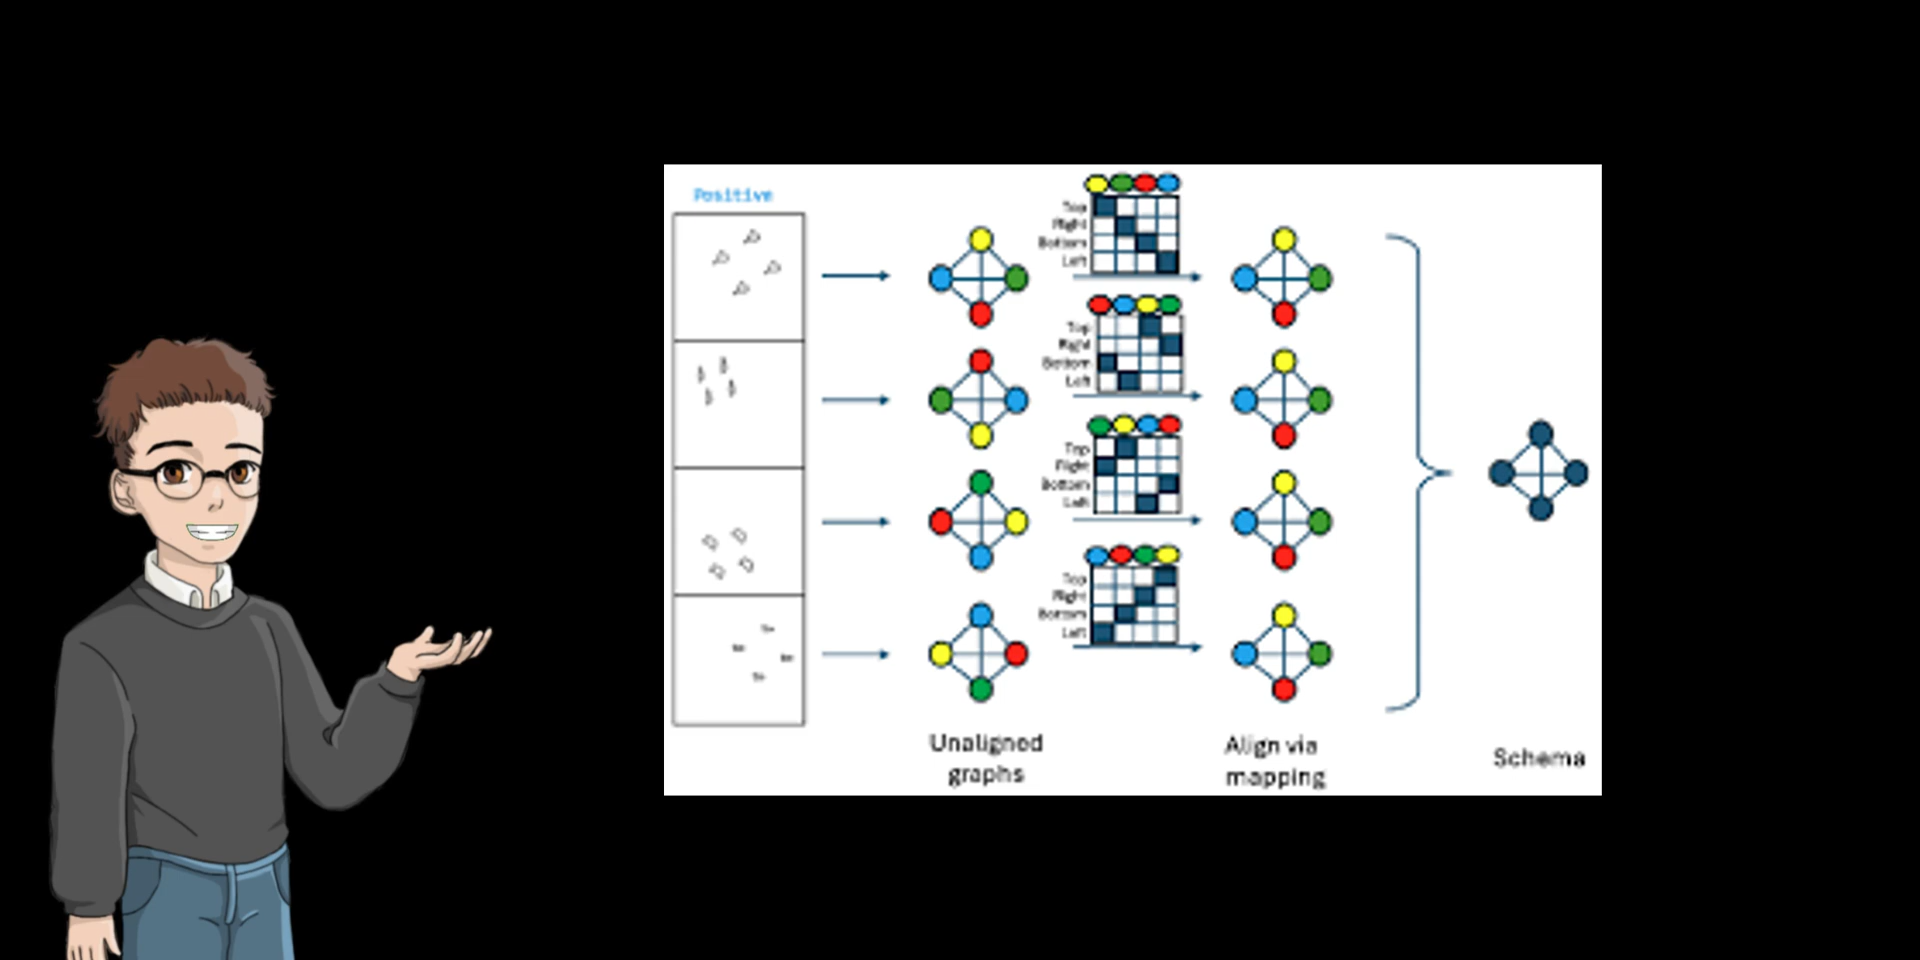 Positive
Top
Right
Bottom
Left
Top
Right
Bottom
Left
Top
Right
Bottom
Left
Top
Right
Bottom
Left
Unaligned
graphs
Align via
mapping
Schema